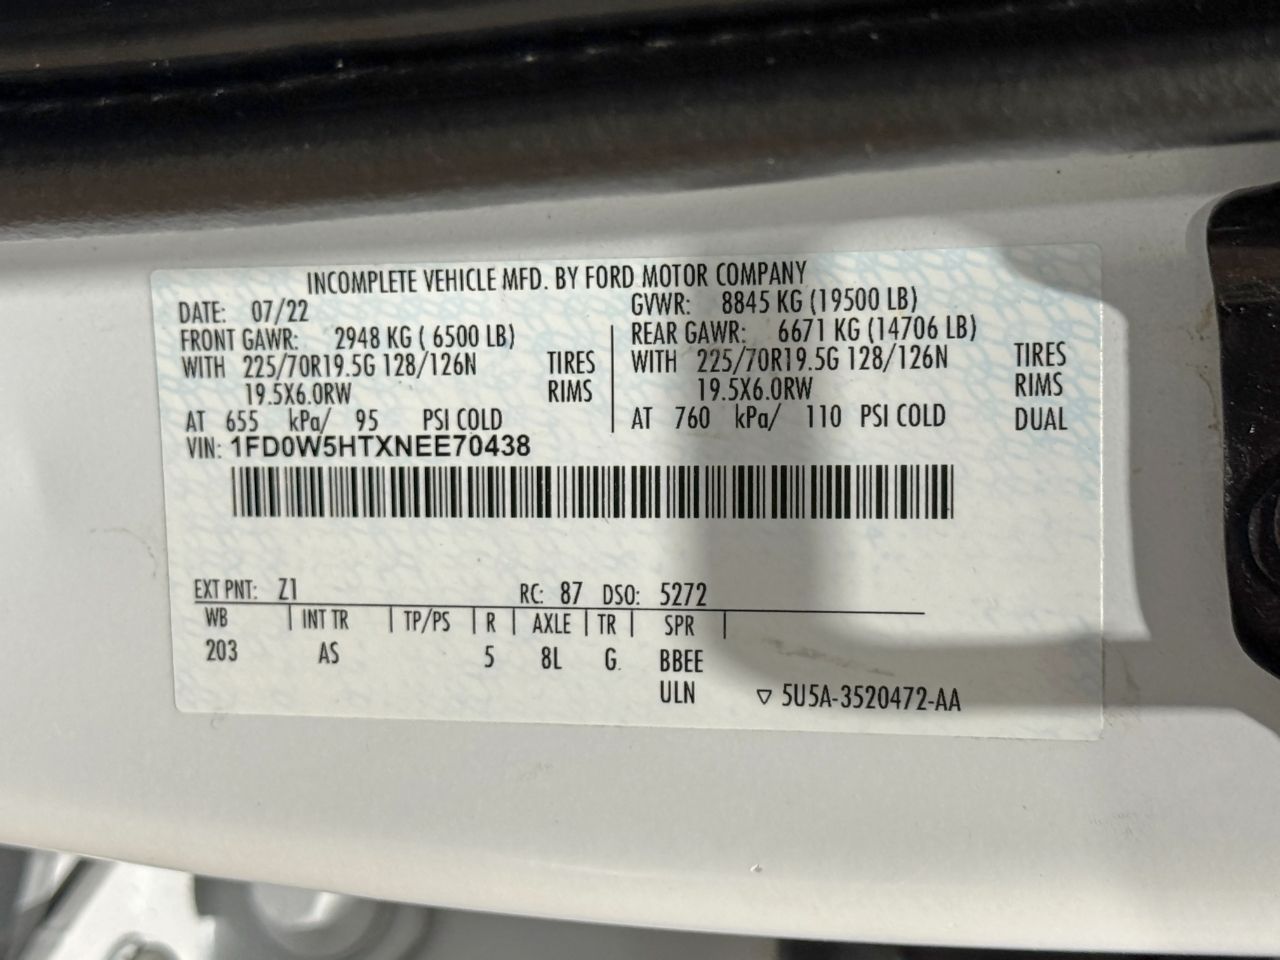 INCOMPLETE VEHICLE MFD. BY FORD MOTOR COMPANY
DATE: 07/22 GVWR: 8845 KG (19500 LB)
FRONT GAWR: 2948 KG ( 6500 LB) REAR GAWR: 6671 KG (14706 LB)
WITH 225/70R19.5G 128/126N TIRES WITH 225/70R19.5G 128/126N TIRES
19.5X6.0RW RIMS 19.5X6.0RW RIMS
AT 655 kPa/ 95 PSI COLD AT 760 kPa/ 110 PSI COLD DUAL
VIN: 1FD0W5HTXNEE70438
EXT PNT: Z1 RC: 87 DSO: 5272
WB INT TR TP/PS R AXLE TR SPR
203 AS 5 8L G. BBEE
ULN ▽ 5U5A-3520472-AA